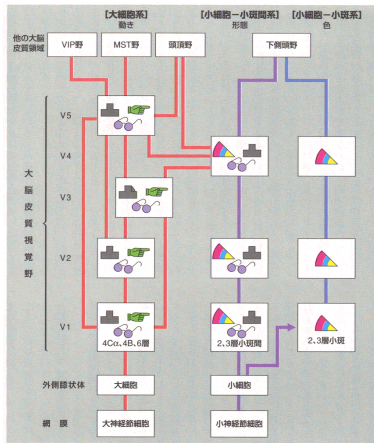 【大細胞系】
動き
【小細胞－小斑間系】
形態
【小細胞－小斑系】
色
他の大脳
皮質領域
VIP野
MST野
頭頂野
下側頭野
大脳皮質視覚野
V5
V4
V3
V2
V1
4Cα、4B、6層
2、3層小斑間
2、3層小斑
外側膝状体
大細胞
小細胞
網 膜
大神経節細胞
小神経節細胞